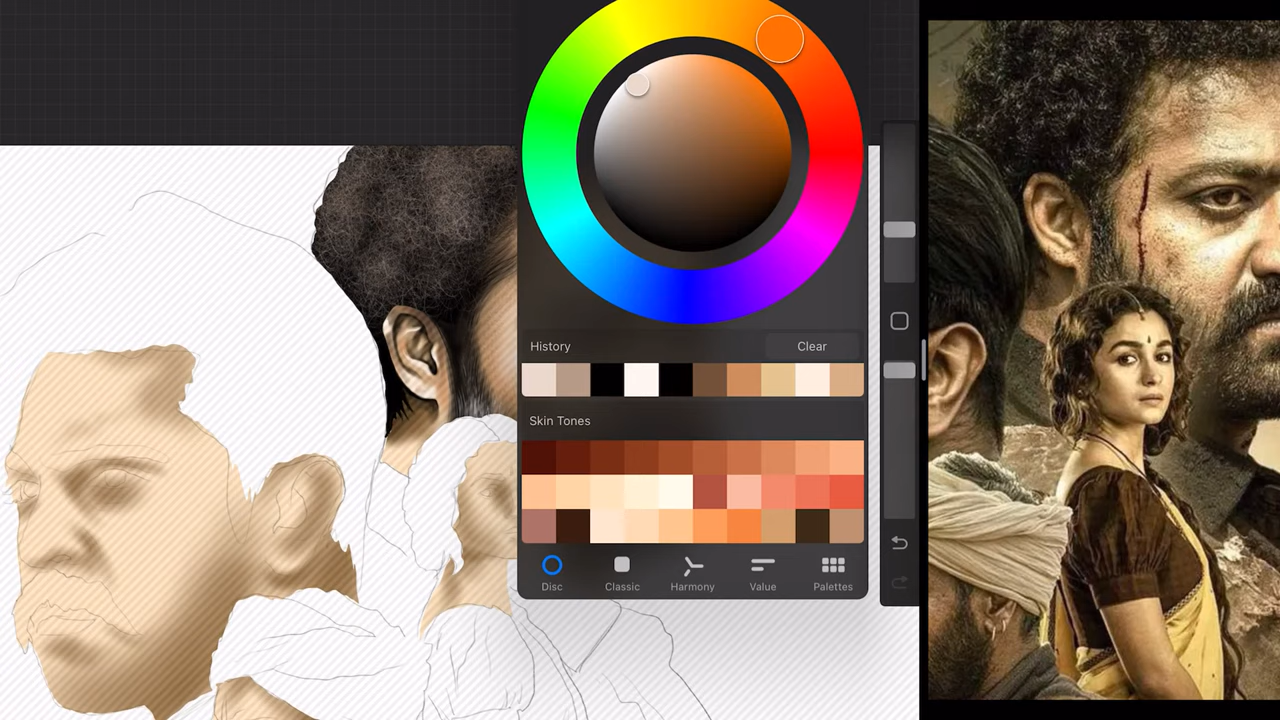 History
Clear
Skin Tones
Disc
Classic
Harmony
Value
Palettes